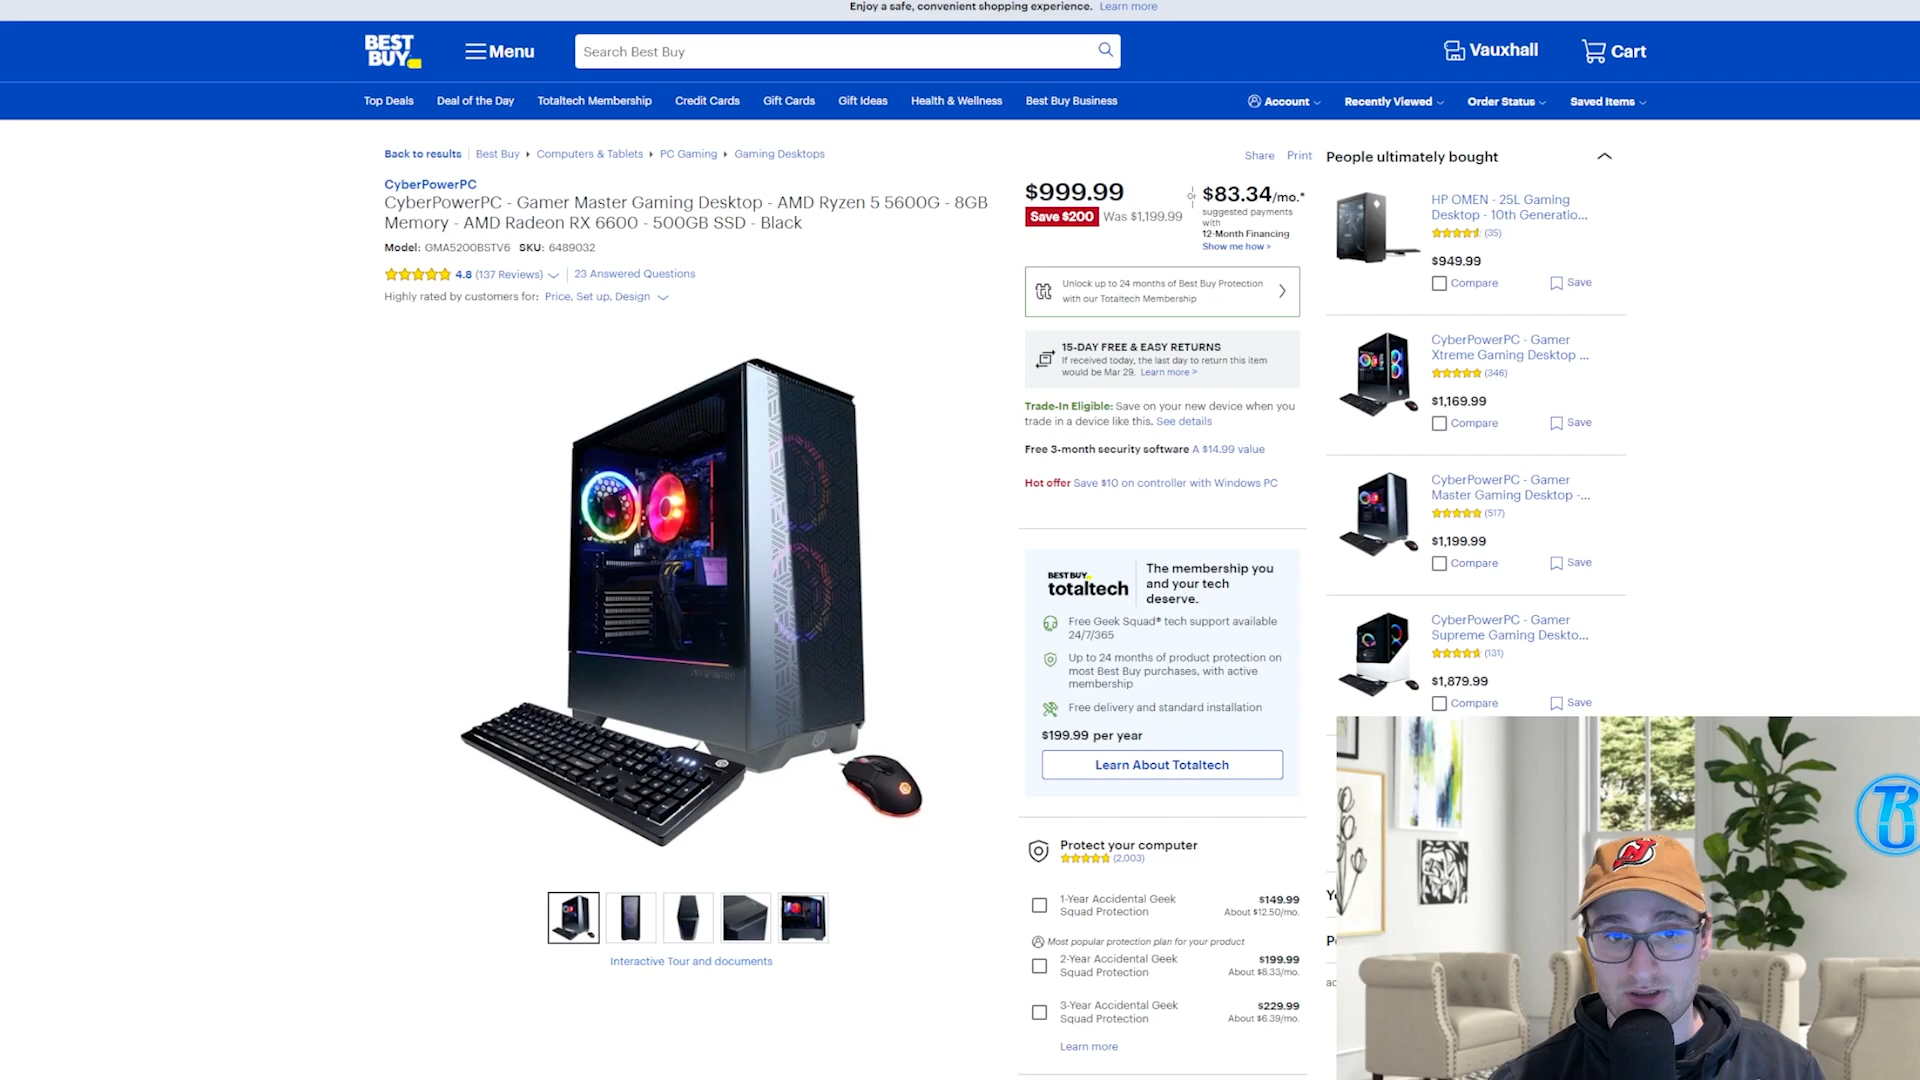 Enjoy a safe, convenient shopping experience. Learn more
BEST
BUY
Menu
Search Best Buy
Vauxhall
Cart
Top Deals
Deal of the Day
Totaltech Membership
Credit Cards
Gift Cards
Gift Ideas
Health & Wellness
Best Buy Business
Account
Recently Viewed
Order Status
Saved Items
Back to results
Best Buy
Computers & Tablets
PC Gaming
Gaming Desktops
Share
Print
CyberPowerPC
CyberPowerPC - Gamer Master Gaming Desktop - AMD Ryzen 5 5600G - 8GB
Memory - AMD Radeon RX 6600 - 500GB SSD - Black
Model: GMA5200BSTV6 SKU: 6489032
4.8 (137 Reviews)
23 Answered Questions
Highly rated by customers for: Price, Set up, Design
Interactive Tour and documents
$999.99
Save $200 Was $1,199.99
or
$83.34/mo.*
suggested payments
with
12-Month Financing
Show me how >
Unlock up to 24 months of Best Buy Protection
with our Totaltech Membership
15-DAY FREE & EASY RETURNS
If received today, the last day to return this item
would be Mar 29. Learn more >
Trade-In Eligible: Save on your new device when you
trade in a device like this. See details
Free 3-month security software A $14.99 value
Hot offer Save $10 on controller with Windows PC
BEST BUY
totaltech
The membership you
and your tech
deserve.
Free Geek Squad® tech support available
24/7/365
Up to 24 months of product protection on
most Best Buy purchases, with active
membership
Free delivery and standard installation
$199.99 per year
Learn About Totaltech
Protect your computer
(2,003)
1-Year Accidental Geek
Squad Protection
$149.99
About $12.50/mo.
Most popular protection plan for your product
2-Year Accidental Geek
Squad Protection
$199.99
About $8.33/mo.
3-Year Accidental Geek
Squad Protection
$229.99
About $6.39/mo.
Learn more
People ultimately bought
HP OMEN - 25L Gaming
Desktop - 10th Generatio...
(35)
$949.99
Compare
Save
CyberPowerPC - Gamer
Xtreme Gaming Desktop ...
(346)
$1,169.99
Compare
Save
CyberPowerPC - Gamer
Master Gaming Desktop -...
(517)
$1,199.99
Compare
Save
CyberPowerPC - Gamer
Supreme Gaming Deskto...
(131)
$1,879.99
Compare
Save